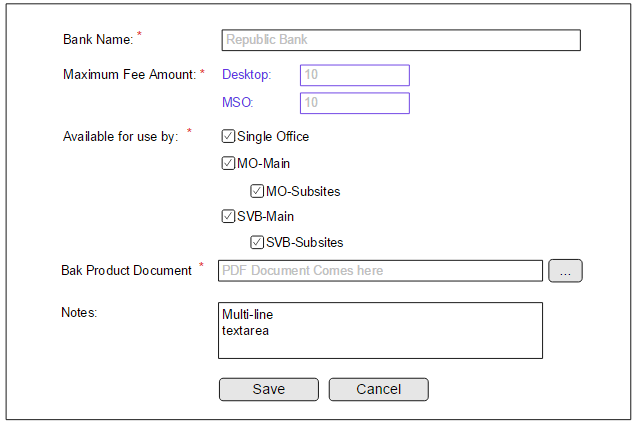 Bank Name: * Republic Bank
Maximum Fee Amount: * Desktop: 10
MSO: 10
Available for use by: * Single Office
MO-Main
MO-Subsites
SVB-Main
SVB-Subsites
Bak Product Document * PDF Document Comes here ...
Notes: Multi-line
textarea
Save Cancel